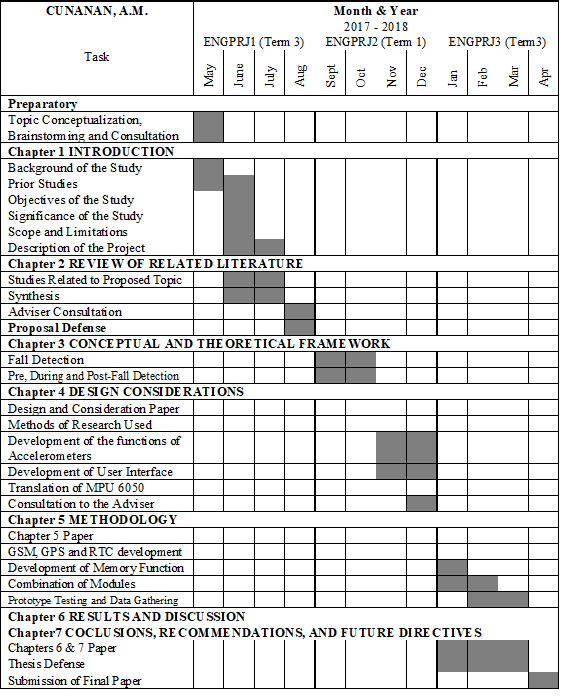 CUNANAN, A.M.
Month & Year
2017 - 2018
Task
ENGPRJ1 (Term 3)
ENGPRJ2 (Term 1)
ENGPRJ3 (Term3)
May
June
July
Aug
Sept
Oct
Nov
Dec
Jan
Feb
Mar
Apr
Preparatory
Topic Conceptualization,
Brainstorming and Consultation
Chapter 1 INTRODUCTION
Background of the Study
Prior Studies
Objectives of the Study
Significance of the Study
Scope and Limitations
Description of the Project
Chapter 2 REVIEW OF RELATED LITERATURE
Studies Related to Proposed Topic
Synthesis
Adviser Consultation
Proposal Defense
Chapter 3 CONCEPTUAL AND THEORETICAL FRAMEWORK
Fall Detection
Pre, During and Post-Fall Detection
Chapter 4 DESIGN CONSIDERATIONS
Design and Consideration Paper
Methods of Research Used
Development of the functions of
Accelerometers
Development of User Interface
Translation of MPU 6050
Consultation to the Adviser
Chapter 5 METHODOLOGY
Chapter 5 Paper
GSM, GPS and RTC development
Development of Memory Function
Combination of Modules
Prototype Testing and Data Gathering
Chapter 6 RESULTS AND DISCUSSION
Chapter7 COCLUSIONS, RECOMMENDATIONS, AND FUTURE DIRECTIVES
Chapters 6 & 7 Paper
Thesis Defense
Submission of Final Paper